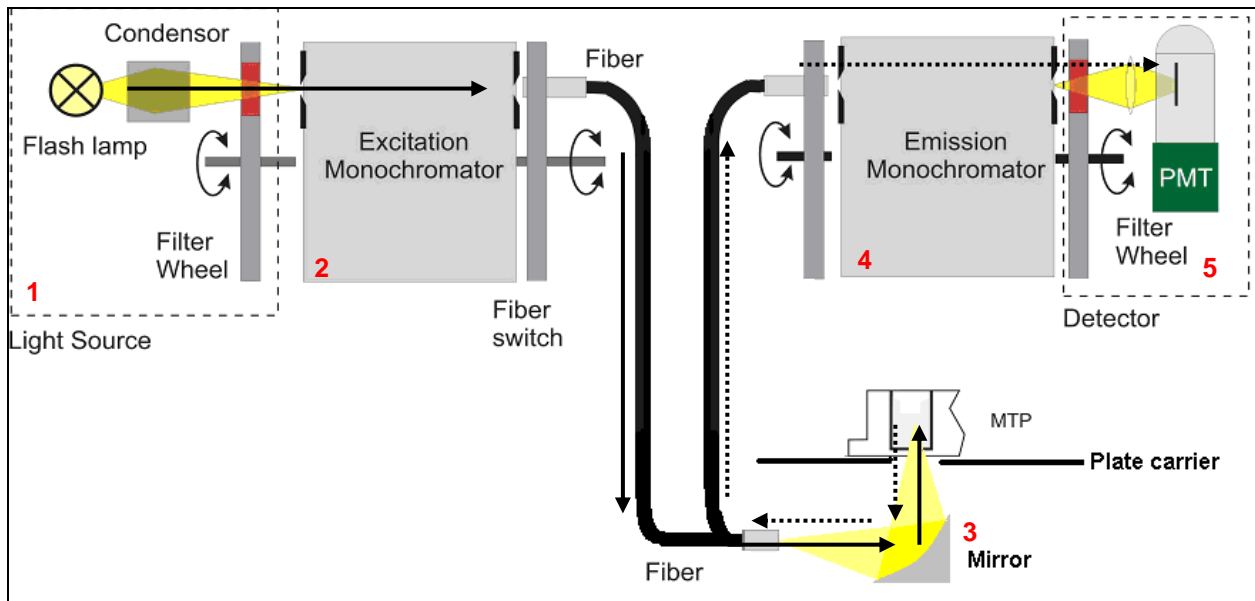 Condensor
Flash lamp
Filter
Wheel
1
Light Source
Excitation
Monochromator
2
Fiber
Fiber
switch
Emission
Monochromator
4
PMT
Filter
Wheel
5
Detector
MTP
Plate carrier
3
Mirror
Fiber